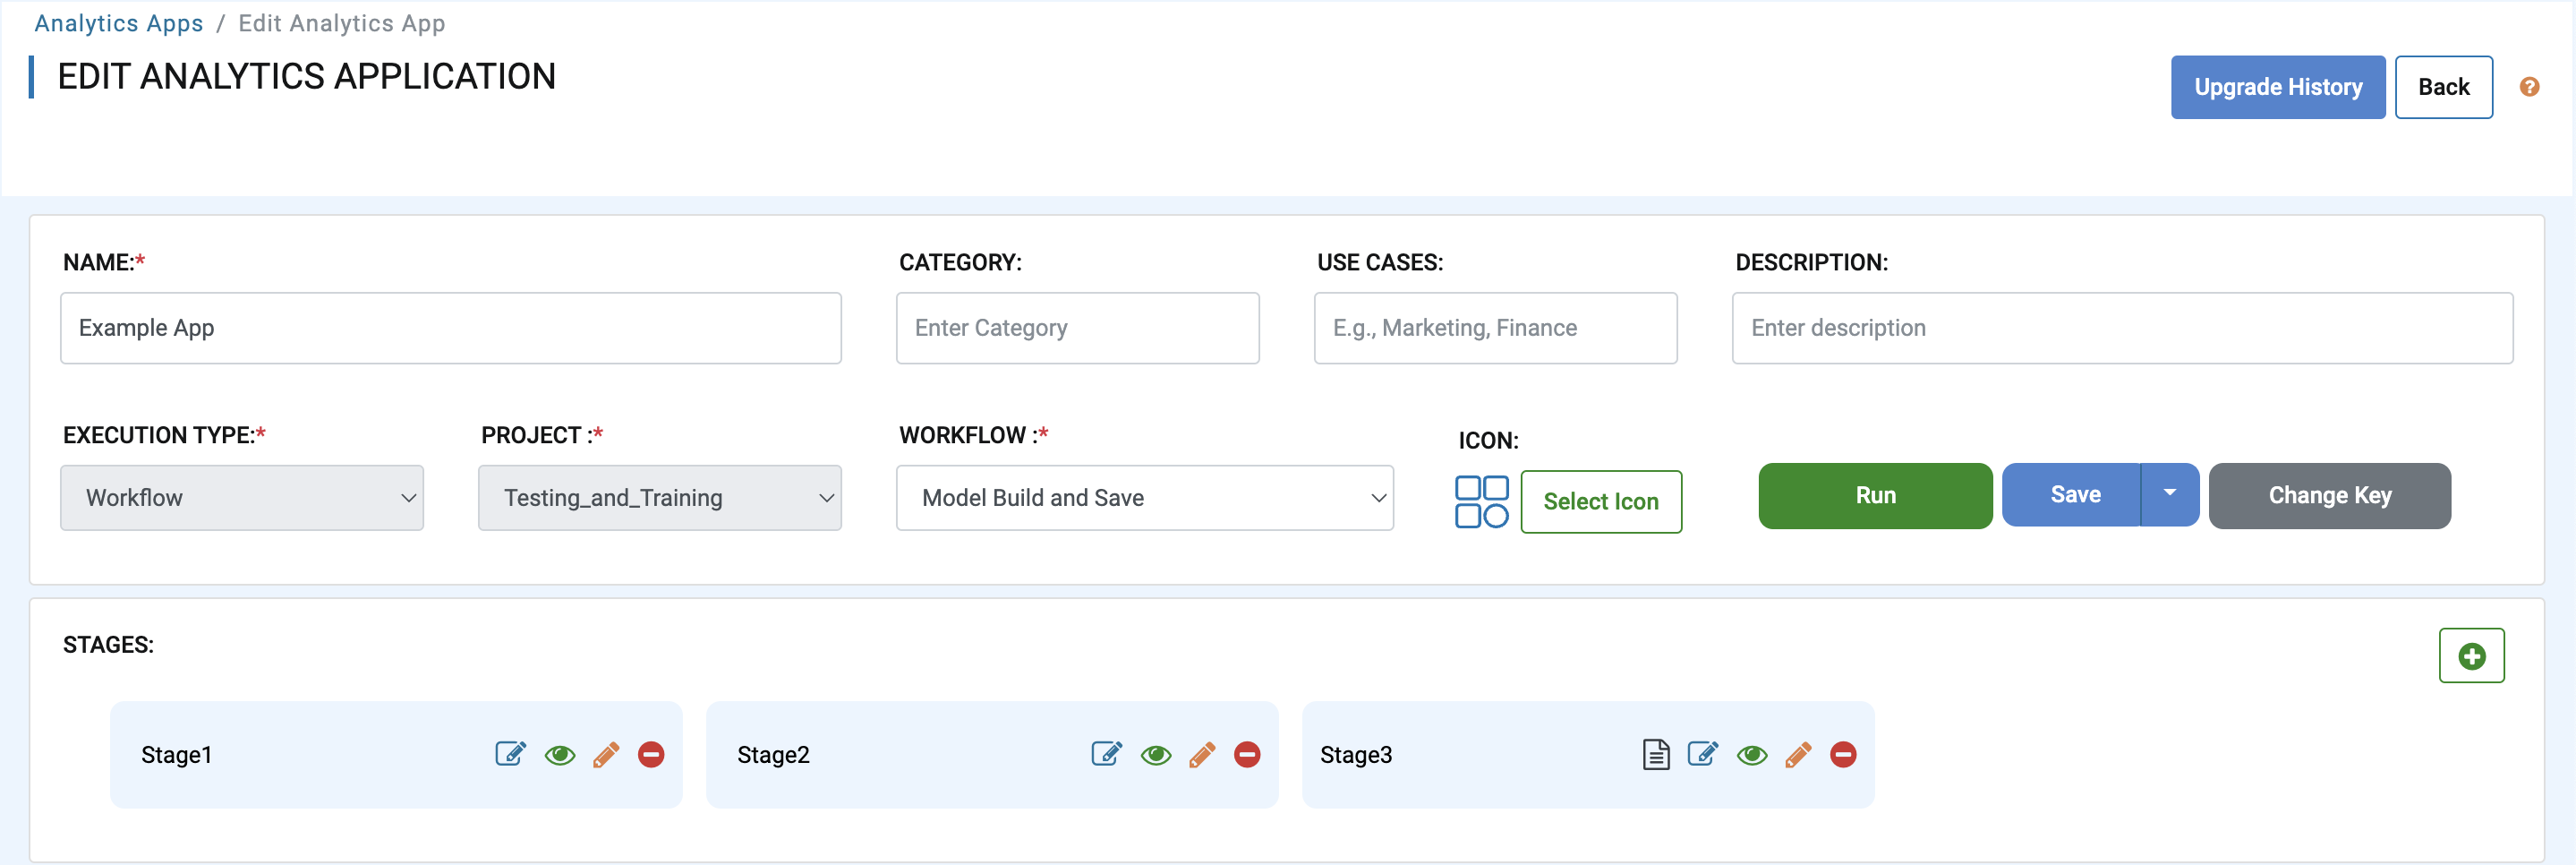 Analytics Apps / Edit Analytics App
EDIT ANALYTICS APPLICATION
Upgrade History
Back
?
NAME:*
CATEGORY:
USE CASES:
DESCRIPTION:
Example App
Enter Category
E.g., Marketing, Finance
Enter description
EXECUTION TYPE:*
PROJECT :*
WORKFLOW :*
ICON:
Workflow
Testing_and_Training
Model Build and Save
Select Icon
Run
Save
Change Key
STAGES:
Stage1
Stage2
Stage3